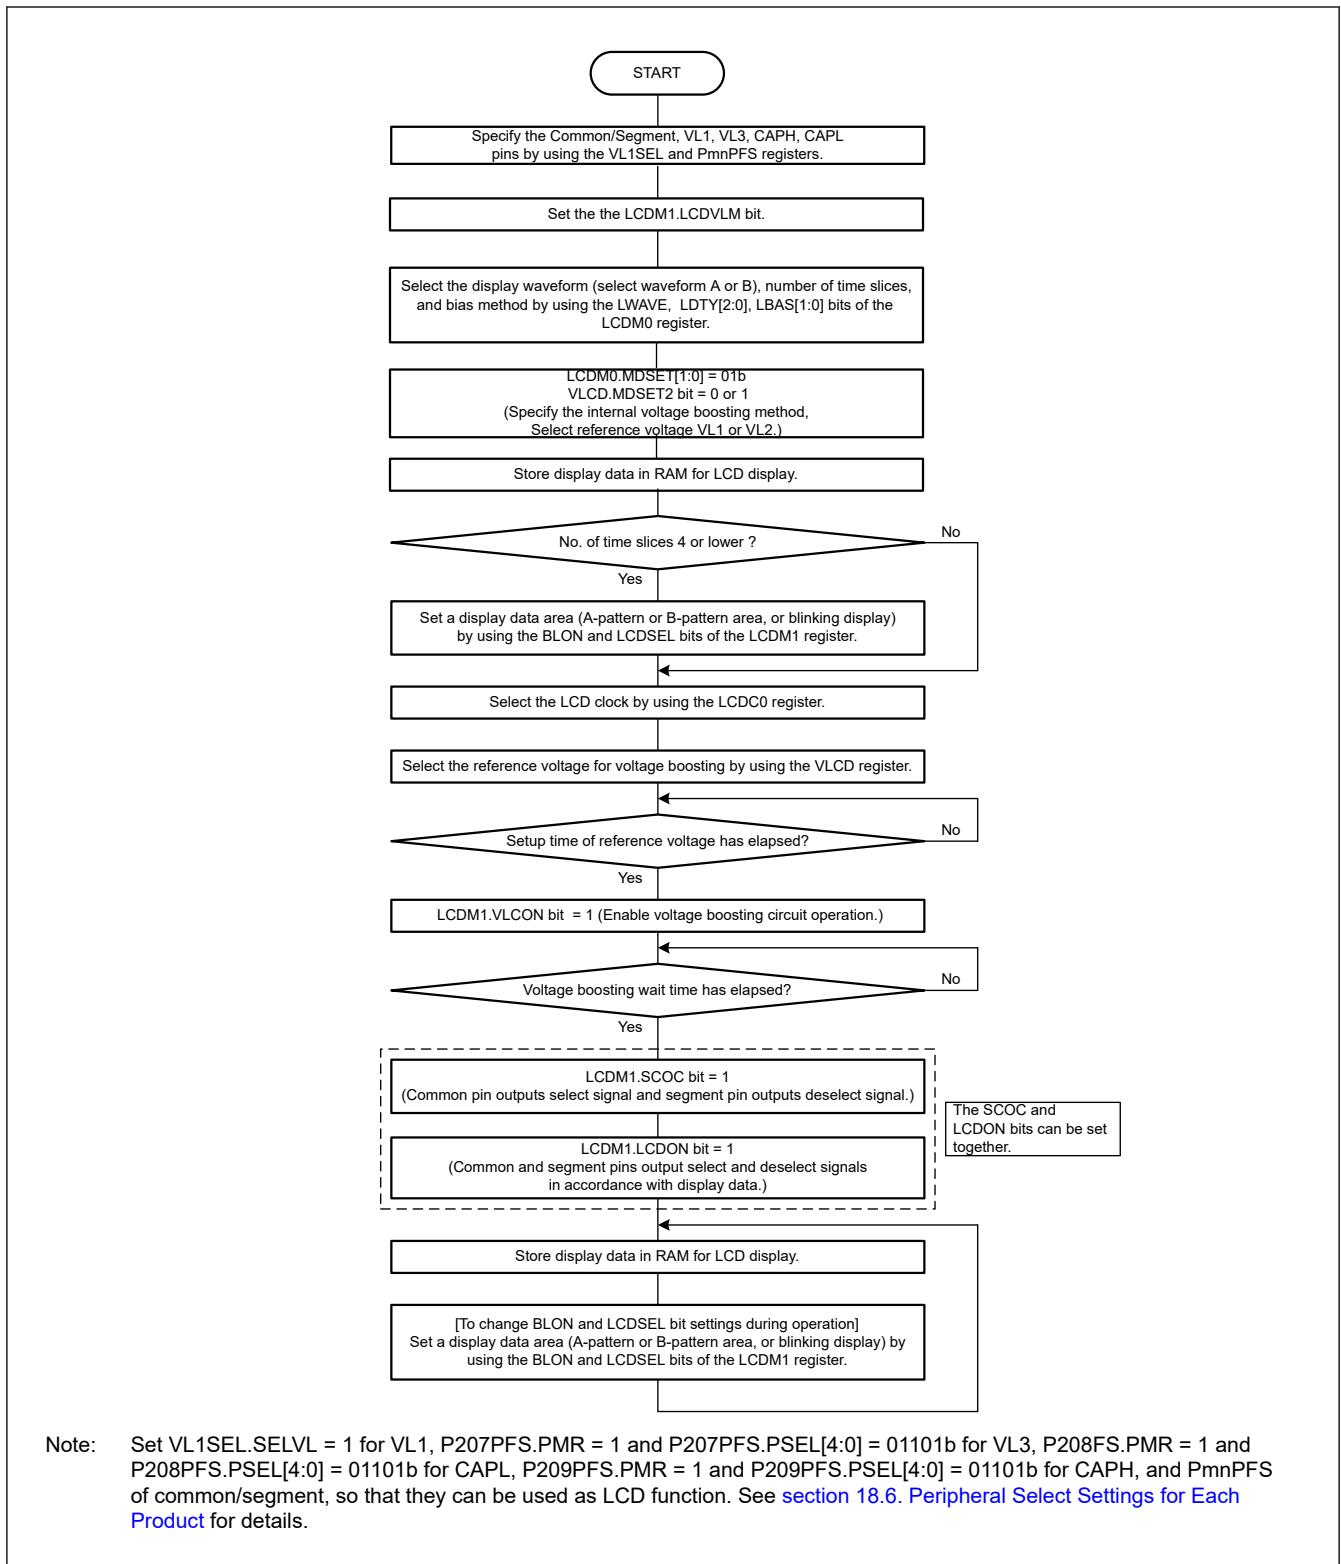 START
Specify the Common/Segment, VL1, VL3, CAPH, CAPL
pins by using the VL1SEL and PmnPFS registers.
Set the the LCDM1.LCDVLM bit.
Select the display waveform (select waveform A or B), number of time slices,
and bias method by using the LWAVE, LDTY[2:0], LBAS[1:0] bits of the
LCDM0 register.
LCDM0.MDSET[1:0] = 01b
VLCD.MDSET2 bit = 0 or 1
(Specify the internal voltage boosting method,
Select reference voltage VL1 or VL2.)
Store display data in RAM for LCD display.
No. of time slices 4 or lower ?
No
Yes
Set a display data area (A-pattern or B-pattern area, or blinking display)
by using the BLON and LCDSEL bits of the LCDM1 register.
Select the LCD clock by using the LCDC0 register.
Select the reference voltage for voltage boosting by using the VLCD register.
Setup time of reference voltage has elapsed?
No
Yes
LCDM1.VLCON bit = 1 (Enable voltage boosting circuit operation.)
Voltage boosting wait time has elapsed?
No
Yes
LCDM1.SCOC bit = 1
(Common pin outputs select signal and segment pin outputs deselect signal.)
The SCOC and
LCDON bits can be set
together.
LCDM1.LCDON bit = 1
(Common and segment pins output select and deselect signals
in accordance with display data.)
Store display data in RAM for LCD display.
[To change BLON and LCDSEL bit settings during operation]
Set a display data area (A-pattern or B-pattern area, or blinking display) by
using the BLON and LCDSEL bits of the LCDM1 register.
Note: Set VL1SEL.SELVL = 1 for VL1, P207PFS.PMR = 1 and P207PFS.PSEL[4:0] = 01101b for VL3, P208FS.PMR = 1 and
P208PFS.PSEL[4:0] = 01101b for CAPL, P209PFS.PMR = 1 and P209PFS.PSEL[4:0] = 01101b for CAPH, and PmnPFS
of common/segment, so that they can be used as LCD function. See section 18.6. Peripheral Select Settings for Each
Product for details.